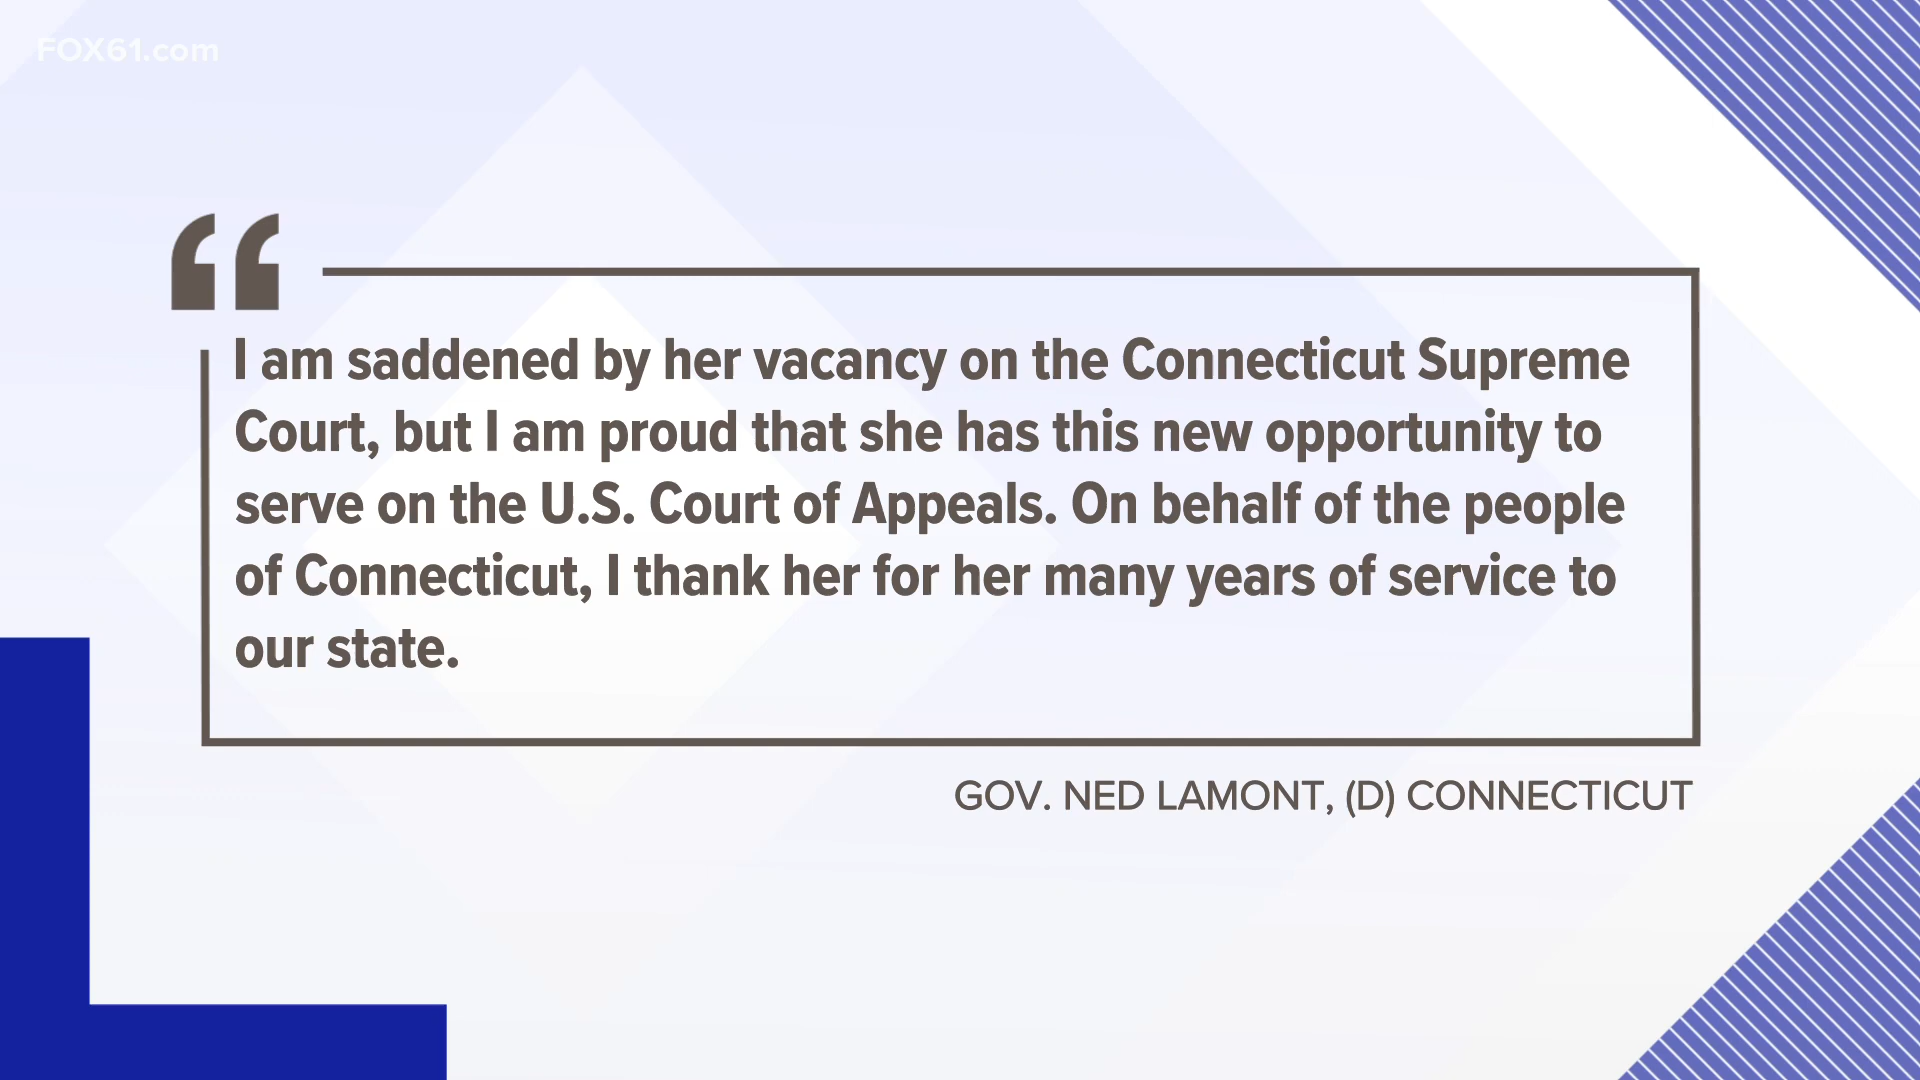 FOX61.com
“
I am saddened by her vacancy on the Connecticut Supreme
Court, but I am proud that she has this new opportunity to
serve on the U.S. Court of Appeals. On behalf of the people
of Connecticut, I thank her for her many years of service to
our state.
GOV. NED LAMONT, (D) CONNECTICUT